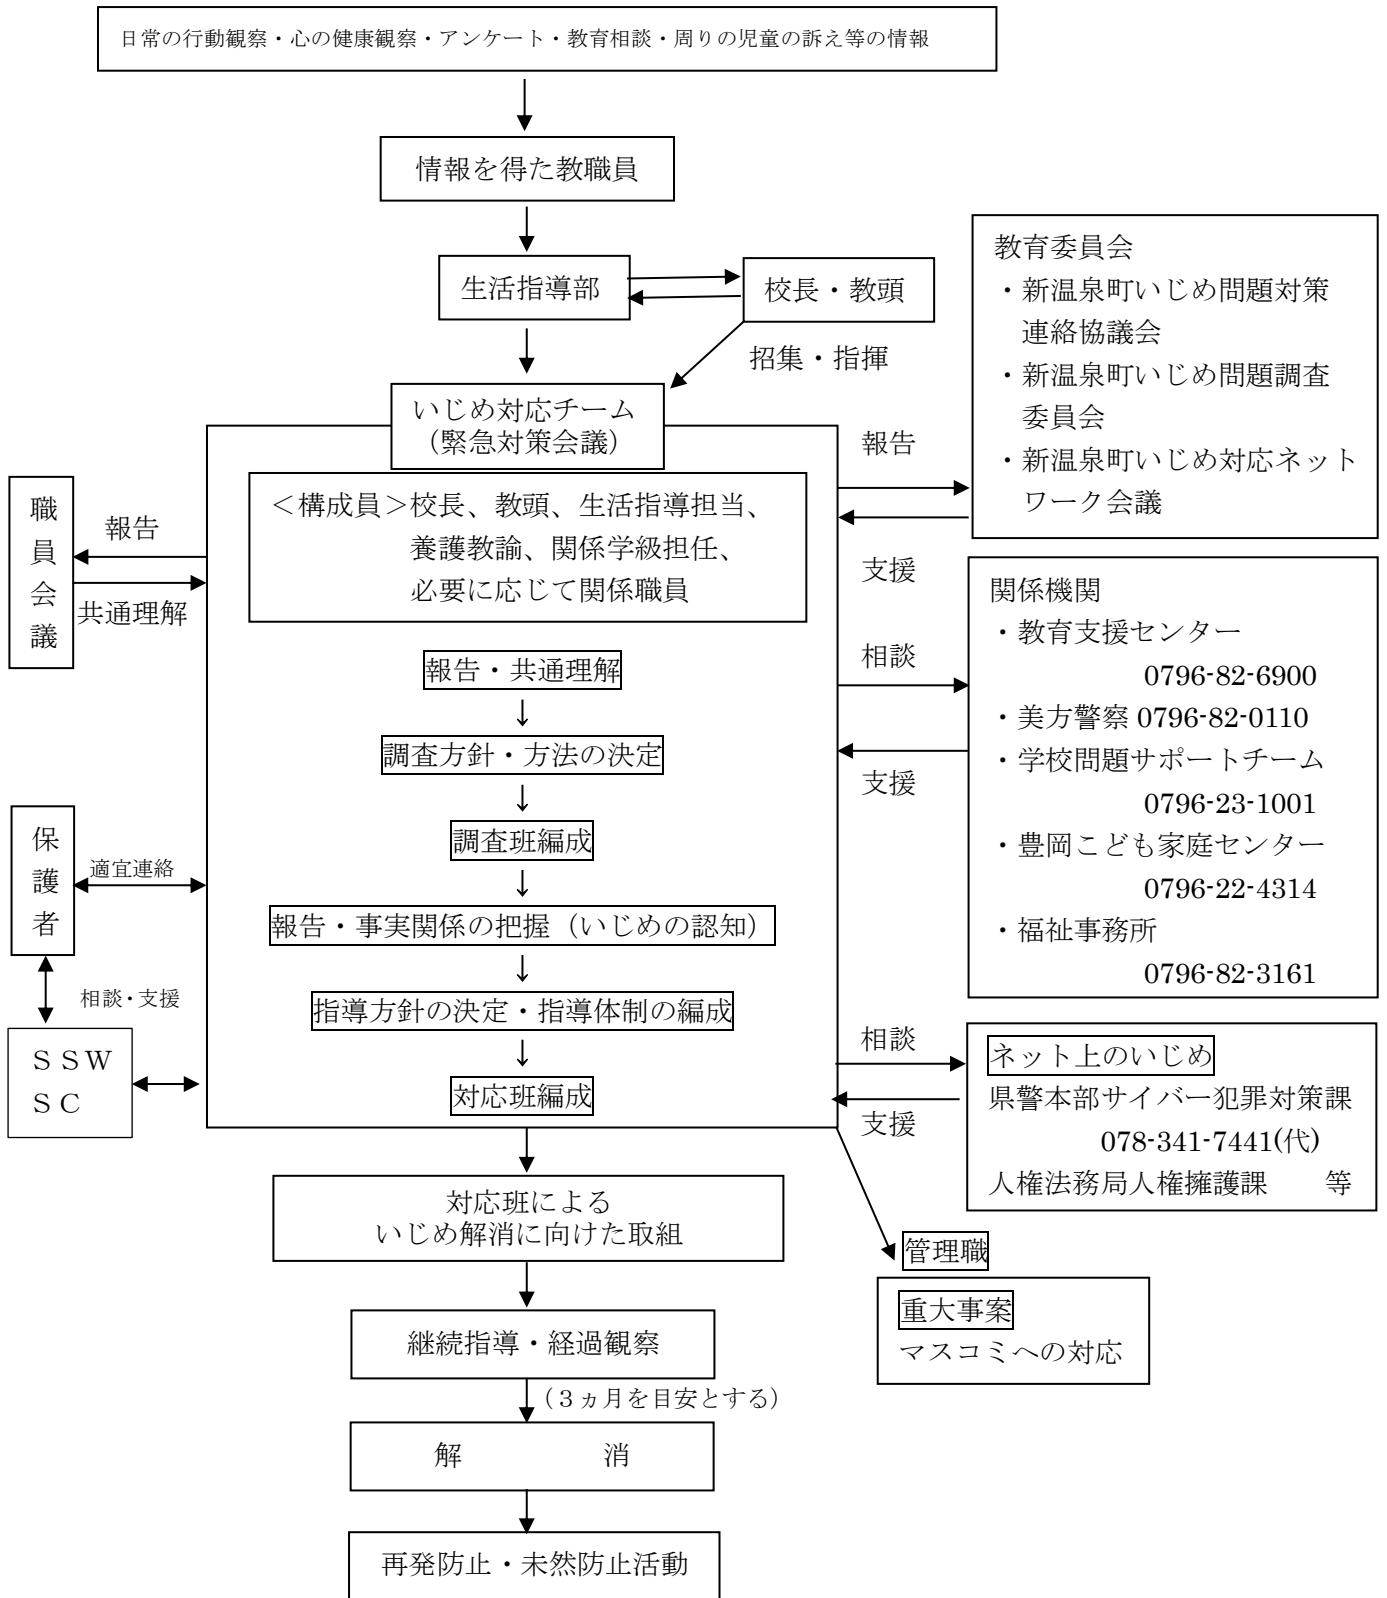 日常の行動観察・心の健康観察・アンケート・教育相談・周りの児童の訴え等の情報
情報を得た教職員
生活指導部
校長・教頭
招集・指揮
いじめ対応チーム
（緊急対策会議）
＜構成員＞校長、教頭、生活指導担当、
養護教諭、関係学級担任、
必要に応じて関係職員
報告・共通理解
↓
調査方針・方法の決定
↓
調査班編成
↓
報告・事実関係の把握（いじめの認知）
↓
指導方針の決定・指導体制の編成
↓
対応班編成
職員会議
報告
共通理解
保護者
適宜連絡
相談・支援
ＳＳＷ
ＳＣ
報告
支援
教育委員会
・新温泉町いじめ問題対策
連絡協議会
・新温泉町いじめ問題調査
委員会
・新温泉町いじめ対応ネット
ワーク会議
相談
支援
関係機関
・教育支援センター
0796-82-6900
・美方警察 0796-82-0110
・学校問題サポートチーム
0796-23-1001
・豊岡こども家庭センター
0796-22-4314
・福祉事務所
0796-82-3161
相談
支援
ネット上のいじめ
県警本部サイバー犯罪対策課
078-341-7441(代)
人権法務局人権擁護課　　等
管理職
重大事案
マスコミへの対応
対応班による
いじめ解消に向けた取組
継続指導・経過観察
（３ヵ月を目安とする）
解　　　　　消
再発防止・未然防止活動